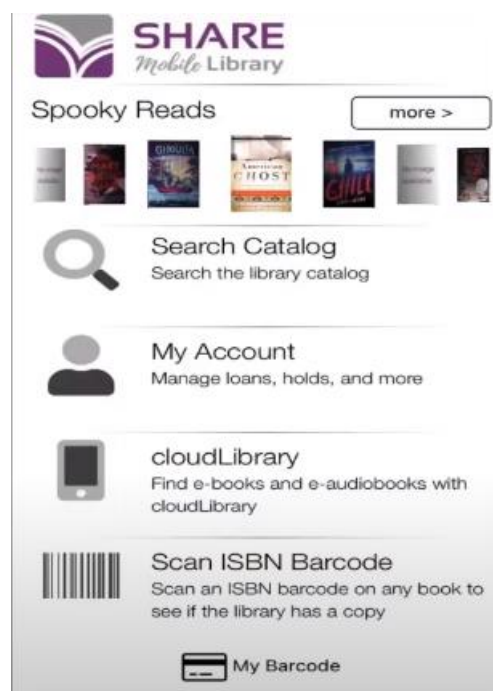 SHARE
Mobile Library
Spooky Reads
more >
GHOULIA
American
GHOST
CHILL
Search Catalog
Search the library catalog
My Account
Manage loans, holds, and more
cloudLibrary
Find e-books and e-audiobooks with
cloudLibrary
Scan ISBN Barcode
Scan an ISBN barcode on any book to
see if the library has a copy
My Barcode